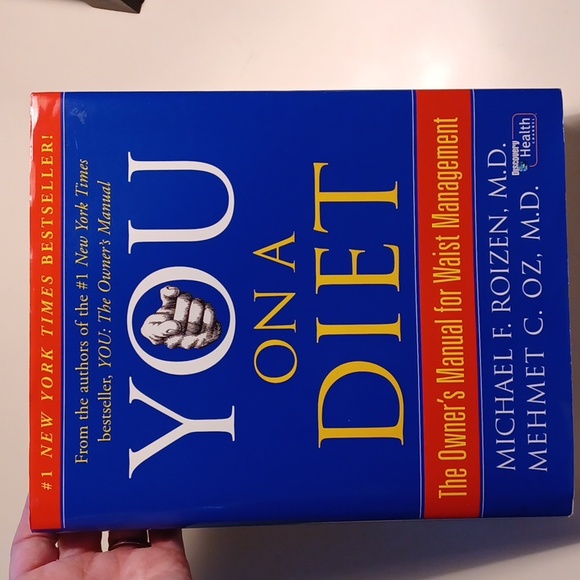 #1 NEW YORK TIMES BESTSELLER!
From the authors of the #1 New York Times
bestseller, YOU: The Owner's Manual
YOU
ON A
DIET
The Owner's Manual for Waist Management
MICHAEL F. ROIZEN, M.D.
MEHMET C. OZ, M.D.
Discovery
Health
CHANNEL